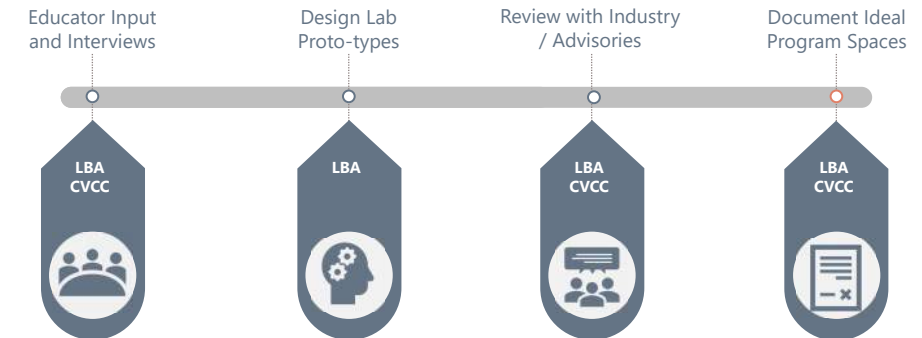 Educator Input
and Interviews
Design Lab
Proto-types
Review with Industry
/ Advisories
Document Ideal
Program Spaces
LBA
CVCC
LBA
LBA
CVCC
LBA
CVCC